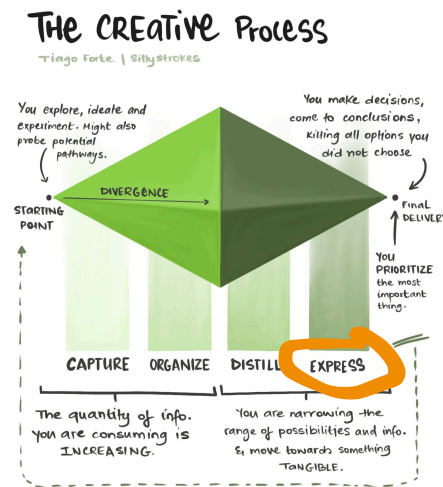 THE CREATIVE PROCESS
Tiago Forte | Sillystrokes
You explore, ideate and
experiment. Might also
probe potential
pathways.
You make decisions,
come to conclusions,
killing all options you
did not choose
DIVERGENCE
STARTING
POINT
Final
DELIVER
YOU
PRIORITIZE
the most
important
thing.
CAPTURE
ORGANIZE
DISTILL
EXPRESS
The quantity of info.
you are consuming is
INCREASING.
You are narrowing the
range of possibilities and info.
& move towards something
TANGIBLE.